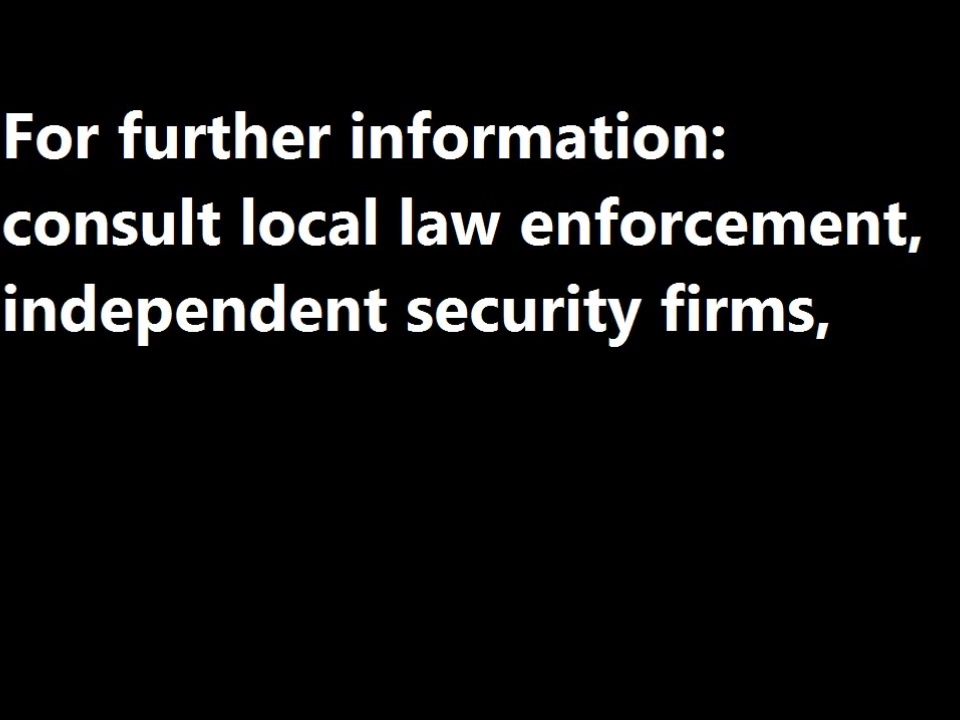 For further information:
consult local law enforcement,
independent security firms,